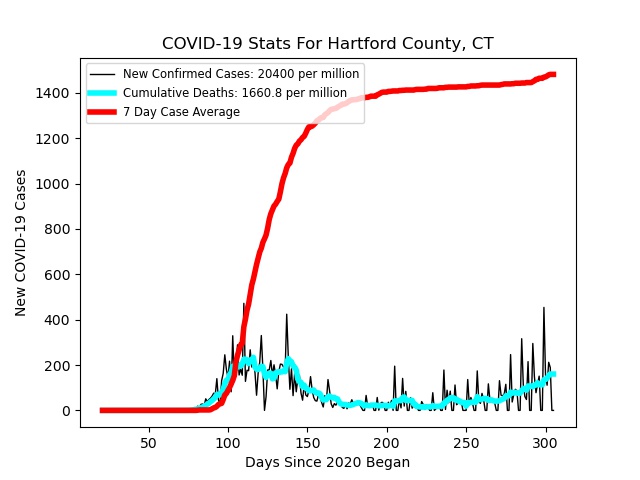 COVID-19 Stats For Hartford County, CT
New Confirmed Cases: 20400 per million
Cumulative Deaths: 1660.8 per million
7 Day Case Average
1400
1200
1000
800
600
400
200
0
New COVID-19 Cases
50 100 150 200 250 300
Days Since 2020 Began